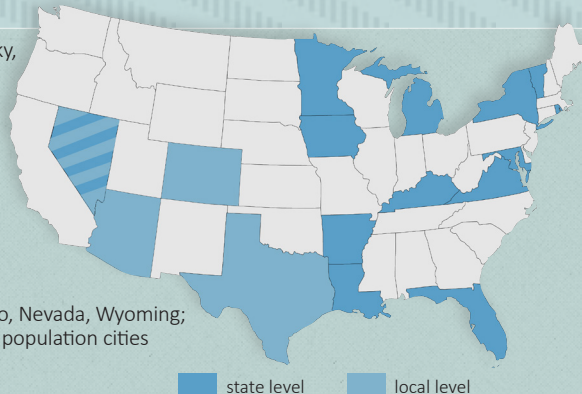 ky,
o, Nevada, Wyoming;
population cities
state level
local level